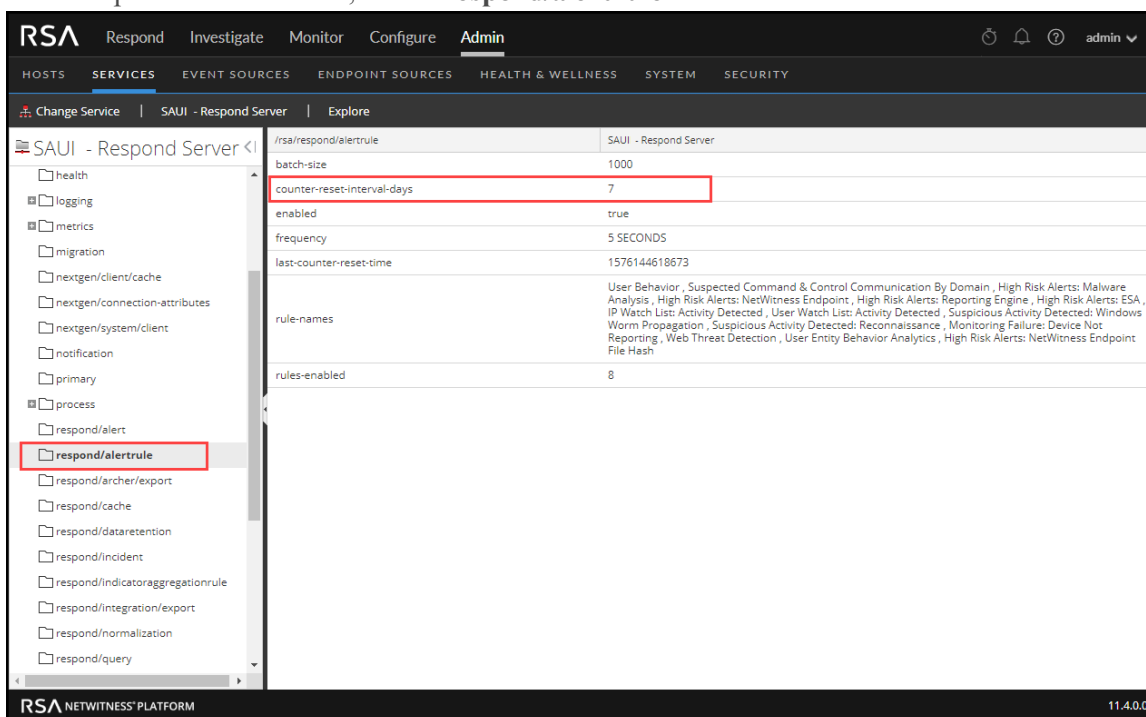 RSA Respond Investigate Monitor Configure Admin admin
HOSTS SERVICES EVENT SOURCES ENDPOINT SOURCES HEALTH & WELLNESS SYSTEM SECURITY
Change Service | SAUI - Respond Server | Explore
SAUI - Respond Server
health
logging
metrics
migration
nextgen/client/cache
nextgen/connection-attributes
nextgen/system/client
notification
primary
process
respond/alert
respond/alertrule
respond/archer/export
respond/cache
respond/dataretention
respond/incident
respond/indicatoraggregationrule
respond/integration/export
respond/normalization
respond/query
/rsa/respond/alertrule SAUI - Respond Server
batch-size 1000
counter-reset-interval-days 7
enabled true
frequency 5 SECONDS
last-counter-reset-time 1576144618673
rule-names
User Behavior , Suspected Command & Control Communication By Domain , High Risk Alerts: Malware
Analysis , High Risk Alerts: NetWitness Endpoint , High Risk Alerts: Reporting Engine , High Risk Alerts: ESA ,
IP Watch List: Activity Detected , User Watch List: Activity Detected , Suspicious Activity Detected: Windows
Worm Propagation , Suspicious Activity Detected: Reconnaissance , Monitoring Failure: Device Not
Reporting , Web Threat Detection , User Entity Behavior Analytics , High Risk Alerts: NetWitness Endpoint
File Hash
rules-enabled 8
RSA NETWITNESS® PLATFORM 11.4.0.0